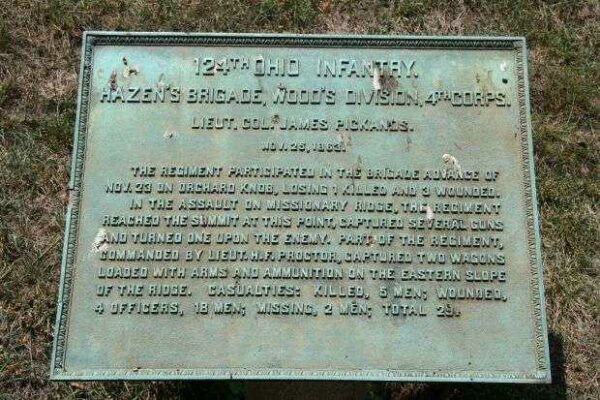 124TH OHIO INFANTRY.
HAZEN'S BRIGADE, WOOD'S DIVISION, 4TH CORPS.
LIEUT. COL. JAMES PICKANDS.
NOV. 25, 1863.
THE REGIMENT PARTICIPATED IN THE BRIGADE ADVANCE OF
NOV. 23 ON ORCHARD KNOB, LOSING 1 KILLED AND 3 WOUNDED.
IN THE ASSAULT ON MISSIONARY RIDGE, THE REGIMENT
REACHED THE SUMMIT AT THIS POINT, CAPTURED SEVERAL GUNS
AND TURNED ONE UPON THE ENEMY. PART OF THE REGIMENT,
COMMANDED BY LIEUT. H. F. PROCTOR, CAPTURED TWO WAGONS
LOADED WITH ARMS AND AMMUNITION ON THE EASTERN SLOPE
OF THE RIDGE. CASUALTIES: KILLED, 5 MEN; WOUNDED,
4 OFFICERS, 18 MEN; MISSING, 2 MEN; TOTAL 29.